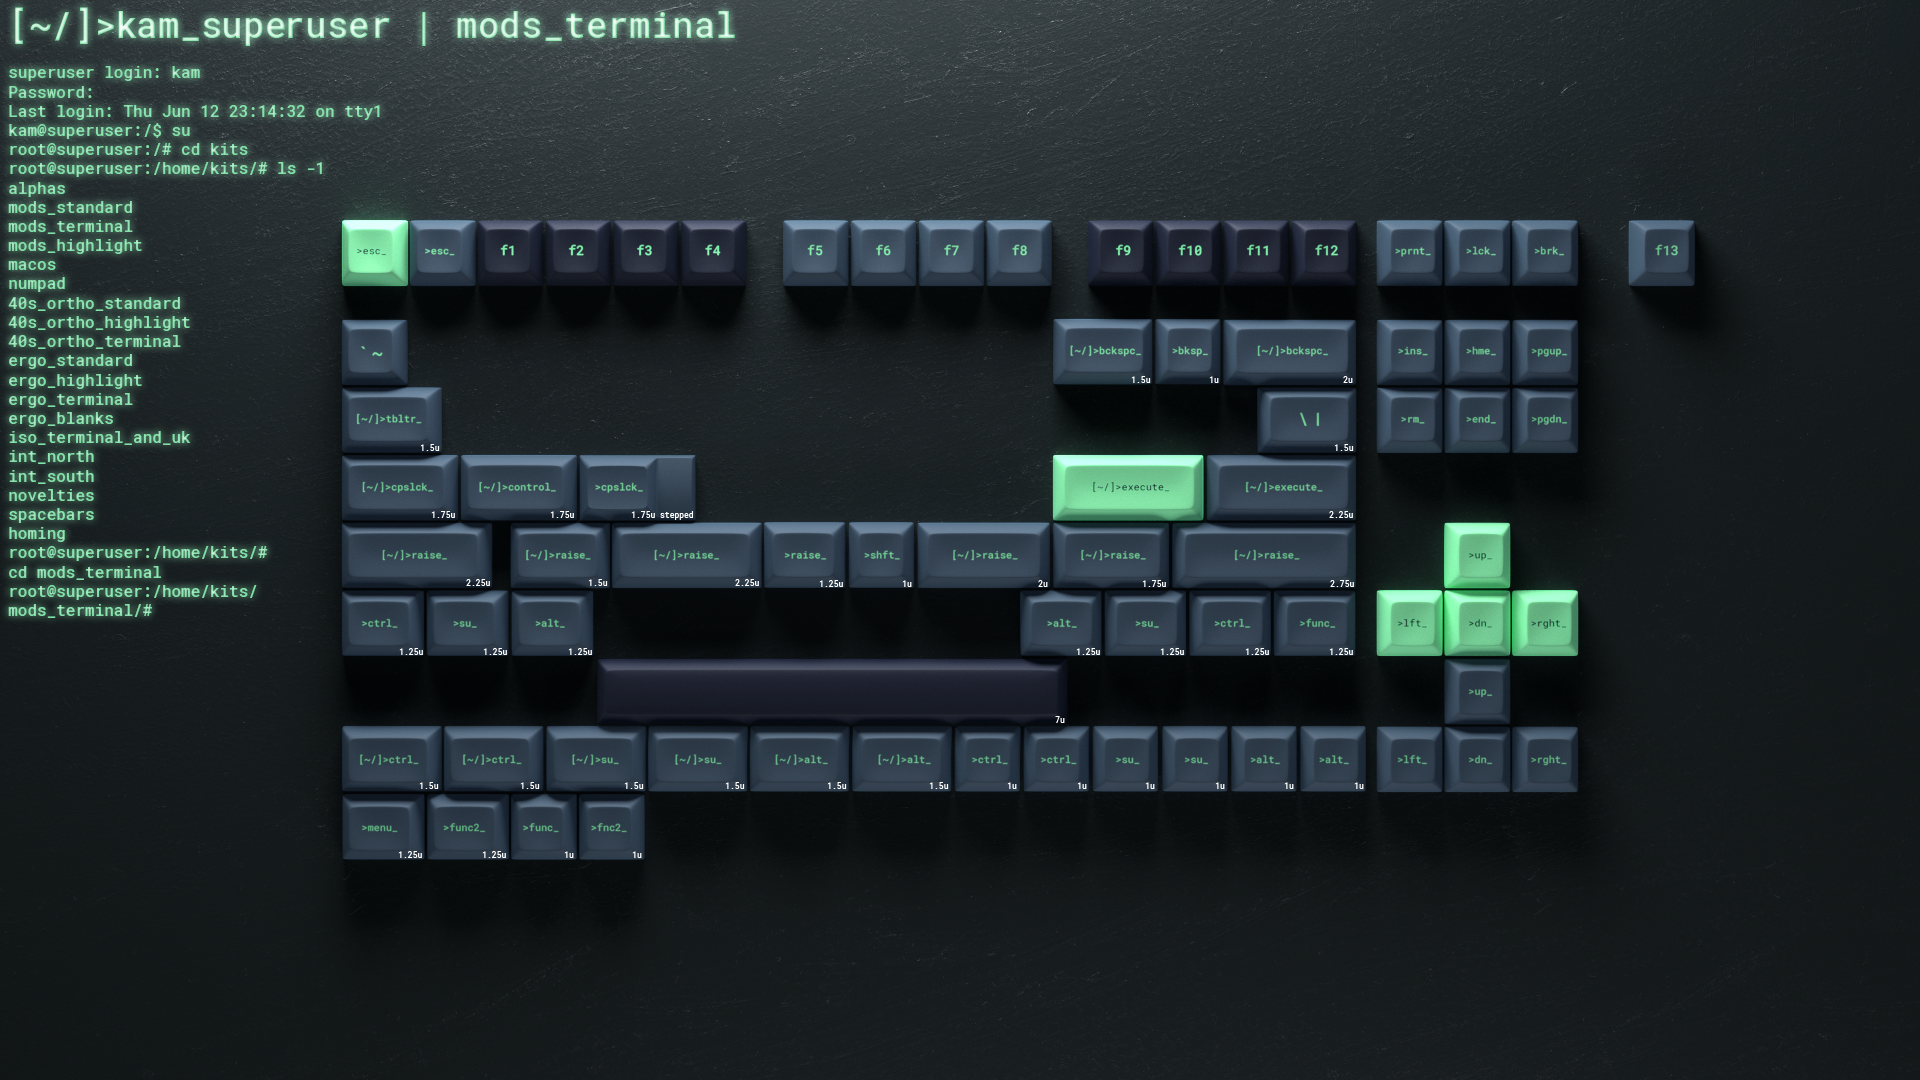 [~/]>kam_superuser | mods_terminal
superuser login: kam
Password:
Last login: Thu Jun 12 23:14:32 on tty1
kam@superuser:/$ su
root@superuser:/# cd kits
root@superuser:/home/kits/# ls -1
alphas
mods_standard
mods_terminal
mods_highlight
macos
numpad
40s_ortho_standard
40s_ortho_highlight
40s_ortho_terminal
ergo_standard
ergo_highlight
ergo_terminal
ergo_blanks
iso_terminal_and_uk
int_north
int_south
novelties
spacebars
homing
root@superuser:/home/kits/#
cd mods_terminal
root@superuser:/home/kits/
mods_terminal/#
>esc_ >esc_ f1 f2 f3 f4 f5 f6 f7 f8 f9 f10 f11 f12 >prnt_ >lck_ >brk_ f13
` ~ [~/]>bckspc_ >bksp_ [~/]>bckspc_ >ins_ >hme_ >pgup_
1.5u 1u 2u
[~/]>tbltr_ \ | >rm_ >end_ >pgdn_
1.5u 1.5u
[~/]>cpslck_ [~/]>control_ >cpslck_ [~/]>execute_ [~/]>execute_
1.75u 1.75u 1.75u stepped 2.25u
[~/]>raise_ [~/]>raise_ [~/]>raise_ >raise_ >shft_ [~/]>raise_ [~/]>raise_ [~/]>raise_ >up_
2.25u 1.5u 2.25u 1.25u 1u 2u 1.75u 2.75u
>ctrl_ >su_ >alt_ >alt_ >su_ >ctrl_ >func_ >lft_ >dn_ >rght_
1.25u 1.25u 1.25u 1.25u 1.25u 1.25u 1.25u
>up_
7u
[~/]>ctrl_ [~/]>ctrl_ [~/]>su_ [~/]>su_ [~/]>alt_ [~/]>alt_ >ctrl_ >ctrl_ >su_ >su_ >alt_ >alt_ >lft_ >dn_ >rght_
1.5u 1.5u 1.5u 1.5u 1.5u 1.5u 1u 1u 1u 1u 1u 1u
>menu_ >func2_ >func_ >fnc2_
1.25u 1.25u 1u 1u